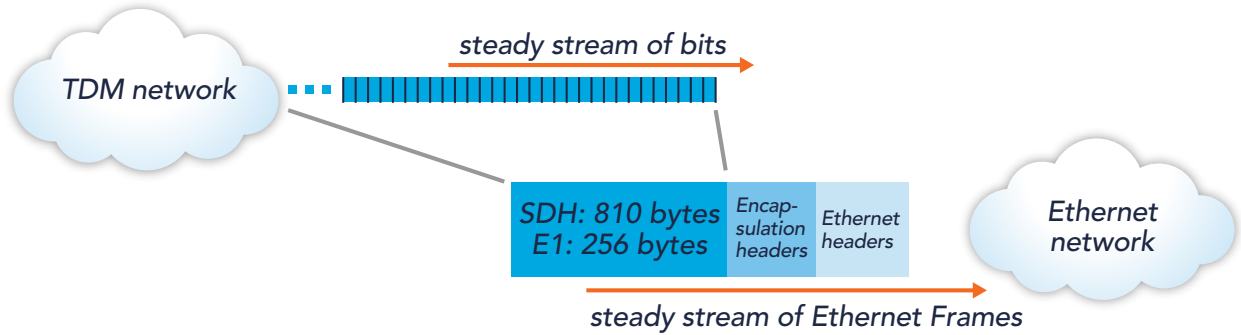 steady stream of bits
TDM network
SDH: 810 bytes
E1: 256 bytes
Encap-
sulation
headers
Ethernet
headers
Ethernet
network
steady stream of Ethernet Frames